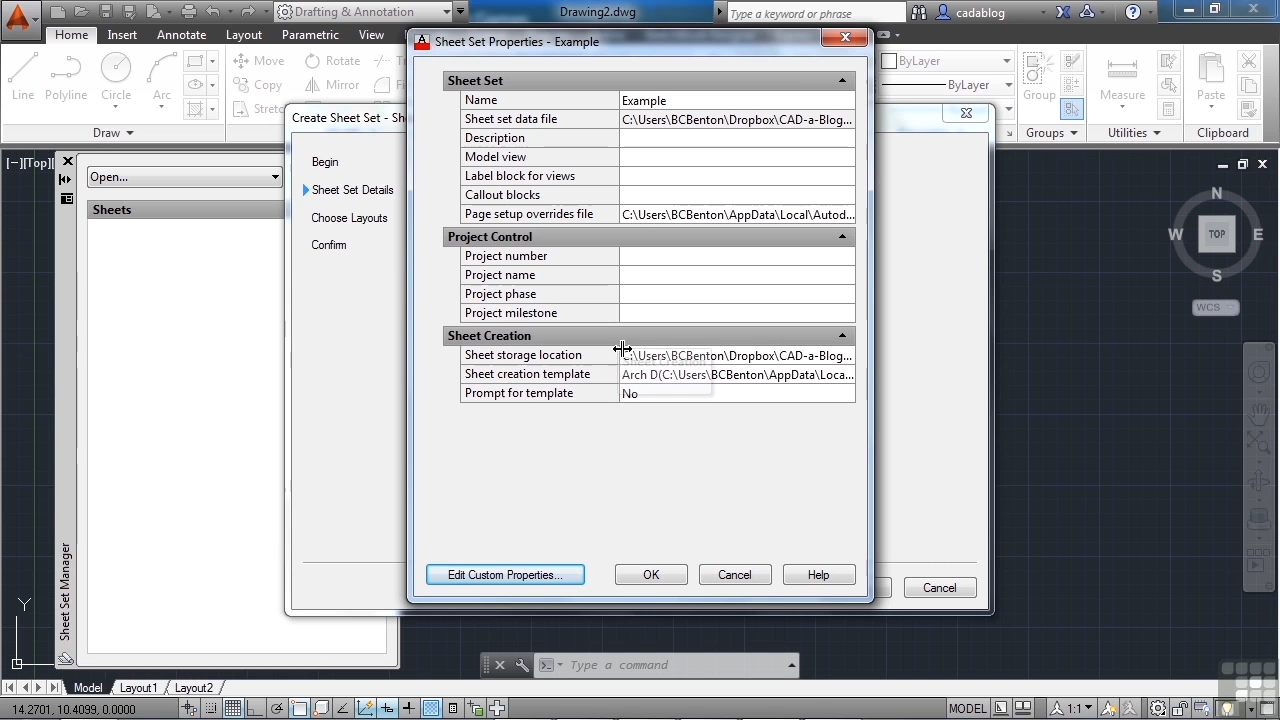 Drafting & Annotation
Drawing2.dwg
Type a keyword or phrase
cadablog
Home Insert Annotate Layout Parametric View
Line Polyline Circle Arc
Move Rotate
Copy Mirror
Draw
ByLayer
ByLayer
Group Measure Paste
Groups Utilities Clipboard
Sheet Set Properties - Example
Sheet Set
Name Example
Sheet set data file C:\Users\BCBenton\Dropbox\CAD-a-Blog...
Description
Model view
Label block for views
Callout blocks
Page setup overrides file C:\Users\BCBenton\AppData\Local\Autod...
Project Control
Project number
Project name
Project phase
Project milestone
Sheet Creation
Sheet storage location C:\Users\BCBenton\Dropbox\CAD-a-Blog...
Sheet creation template Arch D(C:\Users\BCBenton\AppData\Loca...
Prompt for template No
Edit Custom Properties... OK Cancel Help
Create Sheet Set -
Begin
Sheet Set Details
Choose Layouts
Confirm
Cancel
[−][Top][
Open...
Sheets
Sheet Set Manager
N
W TOP E
S
WCS
Y
X
Type a command
Model Layout1 Layout2
14.2701, 10.4099, 0.0000
MODEL 1:1